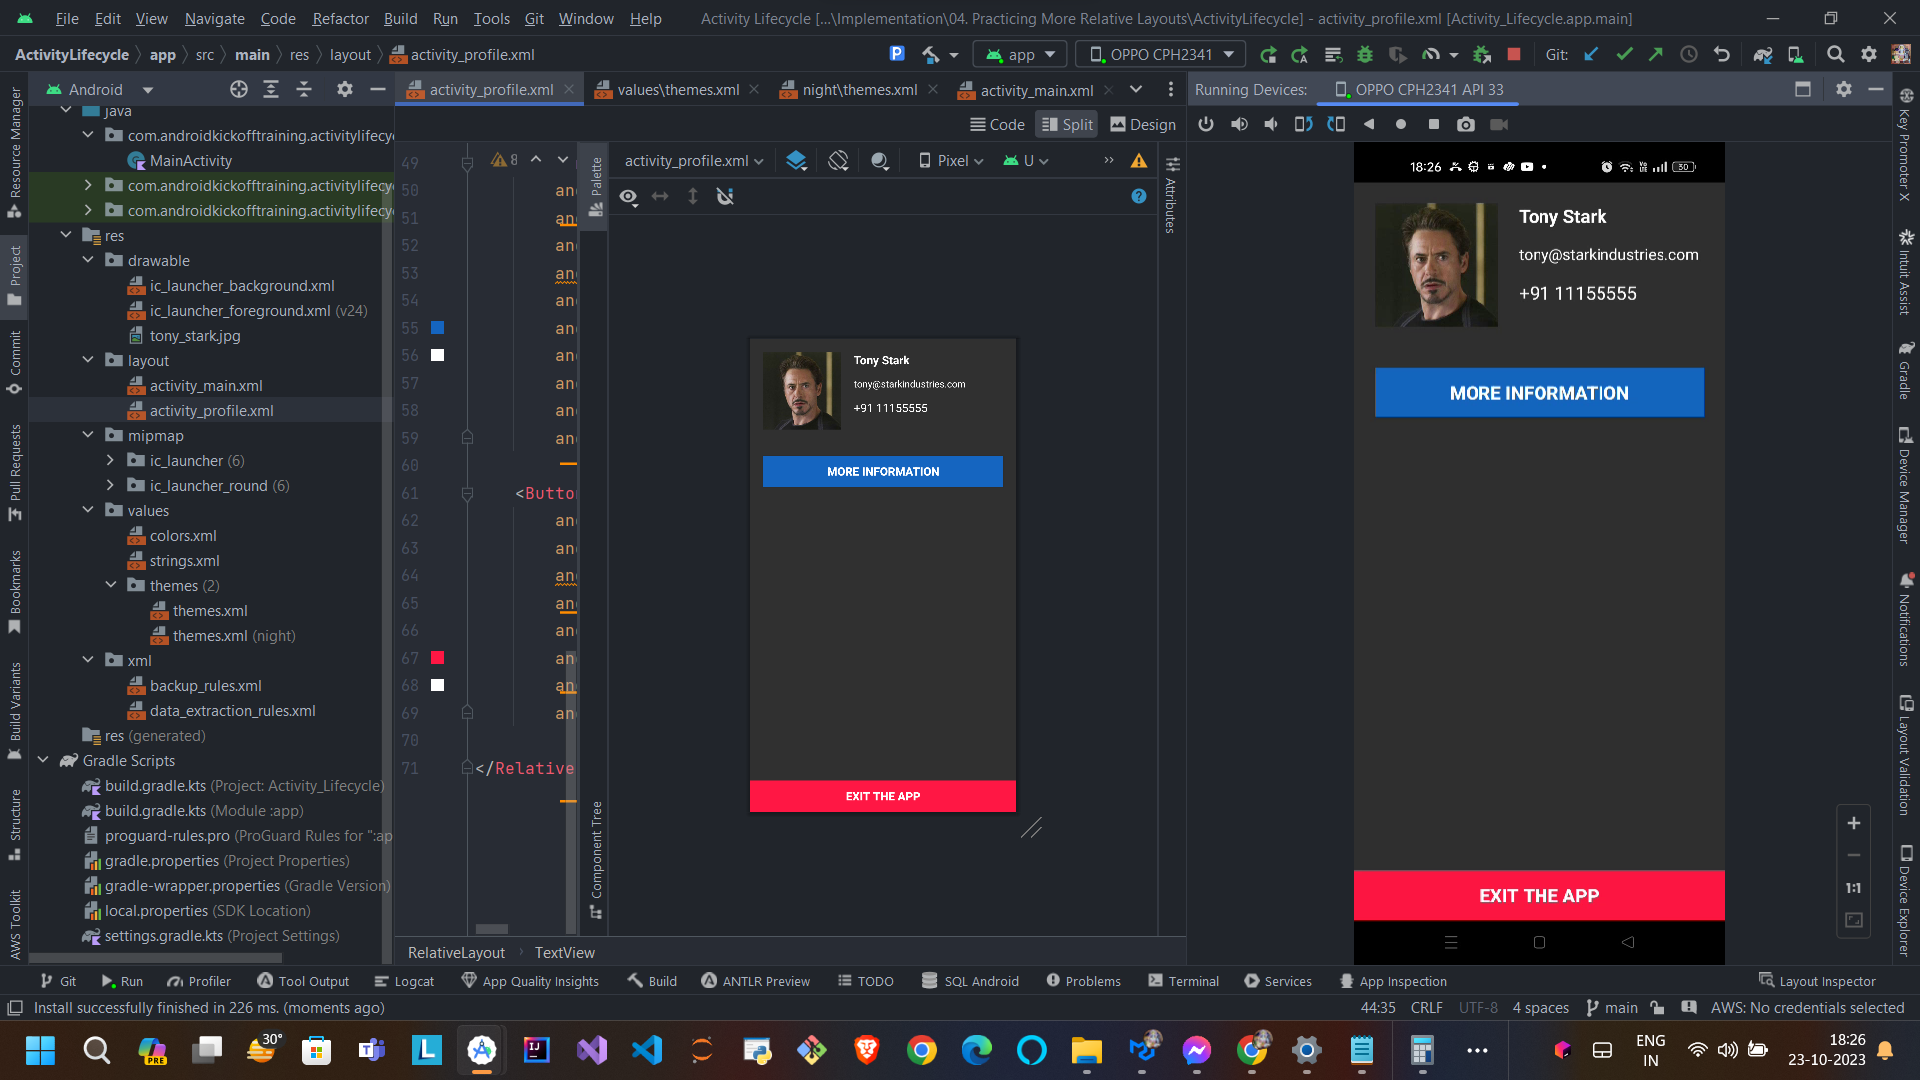 File Edit View Navigate Code Refactor Build Run Tools Git Window Help Activity Lifecycle [...\Implementation\04. Practicing More Relative Layouts\ActivityLifecycle] - activity_profile.xml [Activity_Lifecycle.app.main]
ActivityLifecycle app src main res layout activity_profile.xml app OPPO CPH2341 Git:
Android
activity_profile.xml values\themes.xml night\themes.xml activity_main.xml
Running Devices: OPPO CPH2341 API 33
Code Split Design
java
com.androidkickofftraining.activitylifecy
MainActivity
com.androidkickofftraining.activitylifecy
com.androidkickofftraining.activitylifecy
res
drawable
ic_launcher_background.xml
ic_launcher_foreground.xml (v24)
tony_stark.jpg
layout
activity_main.xml
activity_profile.xml
mipmap
ic_launcher (6)
ic_launcher_round (6)
values
colors.xml
strings.xml
themes (2)
themes.xml
themes.xml (night)
xml
backup_rules.xml
data_extraction_rules.xml
res (generated)
Gradle Scripts
build.gradle.kts (Project: Activity_Lifecycle)
build.gradle.kts (Module :app)
proguard-rules.pro (ProGuard Rules for ":ap
gradle.properties (Project Properties)
gradle-wrapper.properties (Gradle Version)
local.properties (SDK Location)
settings.gradle.kts (Project Settings)
Resource Manager
Project
Commit
Pull Requests
Bookmarks
Build Variants
Structure
AWS Toolkit
49 8
50 an
51 an
52 an
53 an
54 an
55 an
56 an
57 an
58 an
59 an
60
61 <Butto
62 an
63 an
64 an
65 an
66 an
67 an
68 an
69 an
70
71 </Relative
Palette
Component Tree
activity_profile.xml Pixel U
Attributes
Tony Stark
tony@starkindustries.com
+91 11155555
MORE INFORMATION
EXIT THE APP
18:26 30
Tony Stark
tony@starkindustries.com
+91 11155555
MORE INFORMATION
EXIT THE APP
1:1
Key Promoter X
Intuit Assist
Gradle
Device Manager
Notifications
Layout Validation
Device Explorer
RelativeLayout TextView
Git Run Profiler Tool Output Logcat App Quality Insights Build ANTLR Preview TODO SQL Android Problems Terminal Services App Inspection Layout Inspector
Install successfully finished in 226 ms. (moments ago) 44:35 CRLF UTF-8 4 spaces main AWS: No credentials selected
PRE 30° ENG IN 18:26 23-10-2023